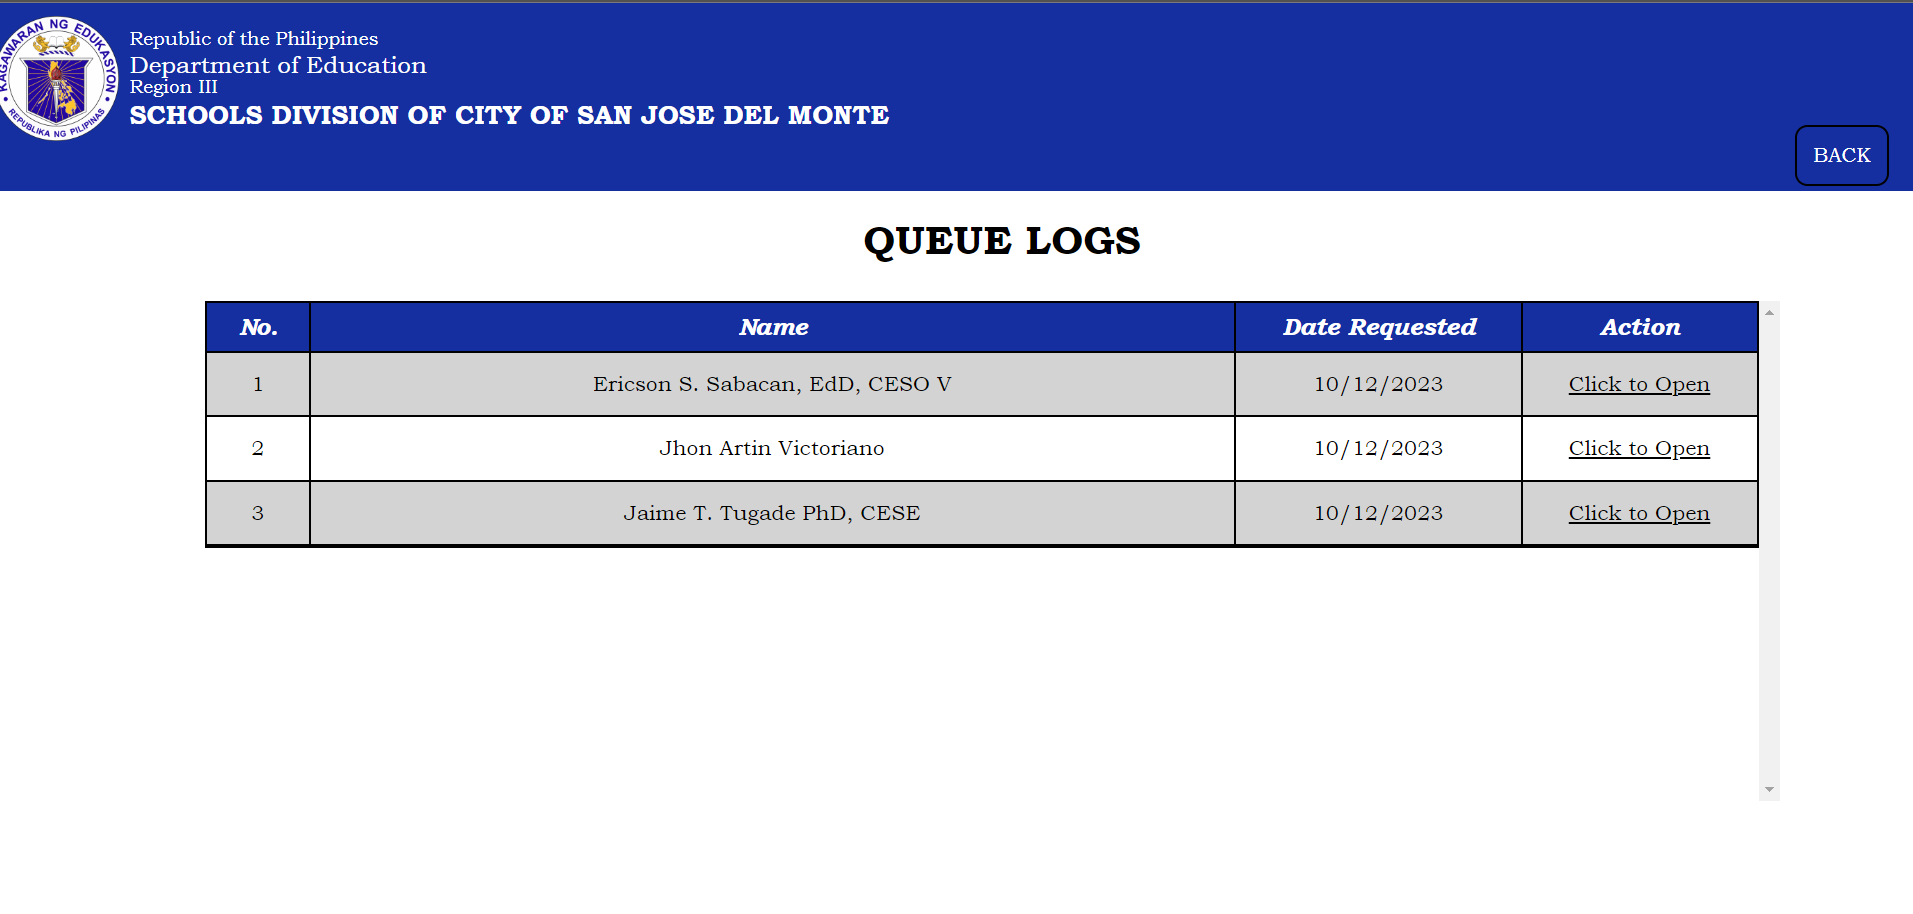 KAGAWARAN NG EDUKASYON
REPUBLIKA NG PILIPINAS
Republic of the Philippines
Department of Education
Region III
SCHOOLS DIVISION OF CITY OF SAN JOSE DEL MONTE
BACK
QUEUE LOGS
No. Name Date Requested Action
1 Ericson S. Sabacan, EdD, CESO V 10/12/2023 Click to Open
2 Jhon Artin Victoriano 10/12/2023 Click to Open
3 Jaime T. Tugade PhD, CESE 10/12/2023 Click to Open